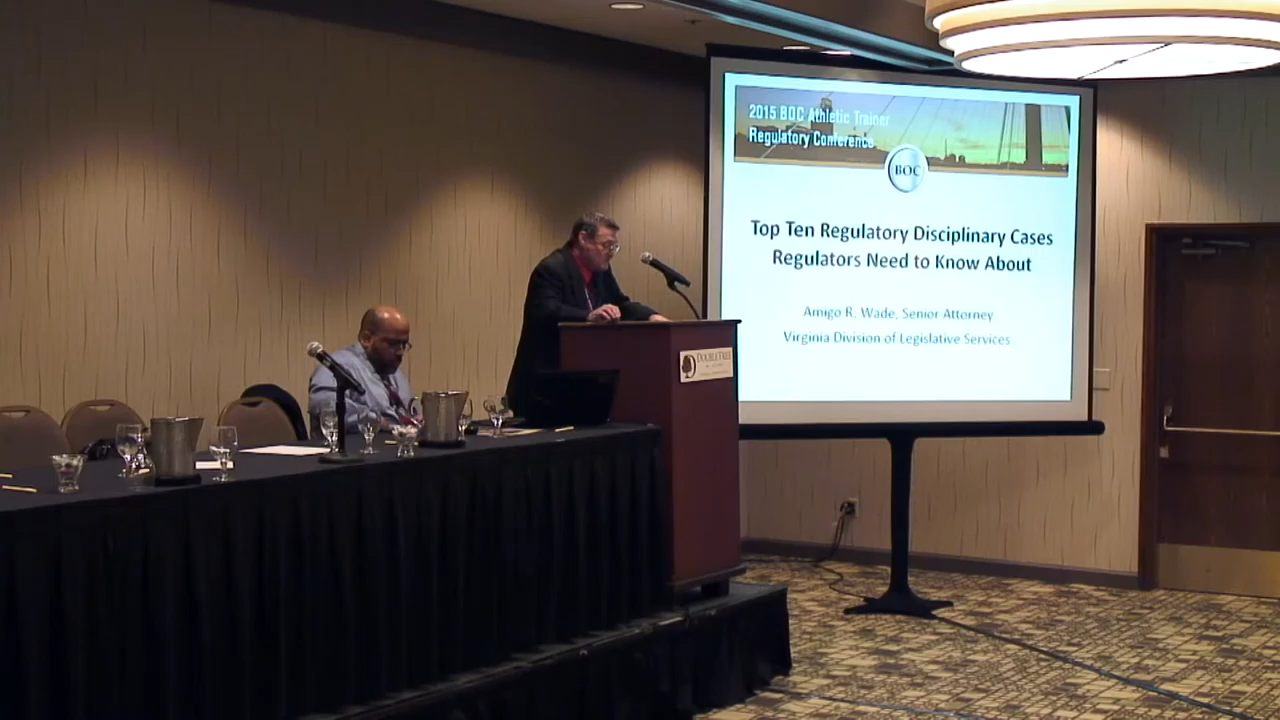 2015 BOC Athletic Trainer
Regulatory Conference
BOC
Top Ten Regulatory Disciplinary Cases
Regulators Need to Know About
Amigo R. Wade, Senior Attorney
Virginia Division of Legislative Services
DOUBLETREE